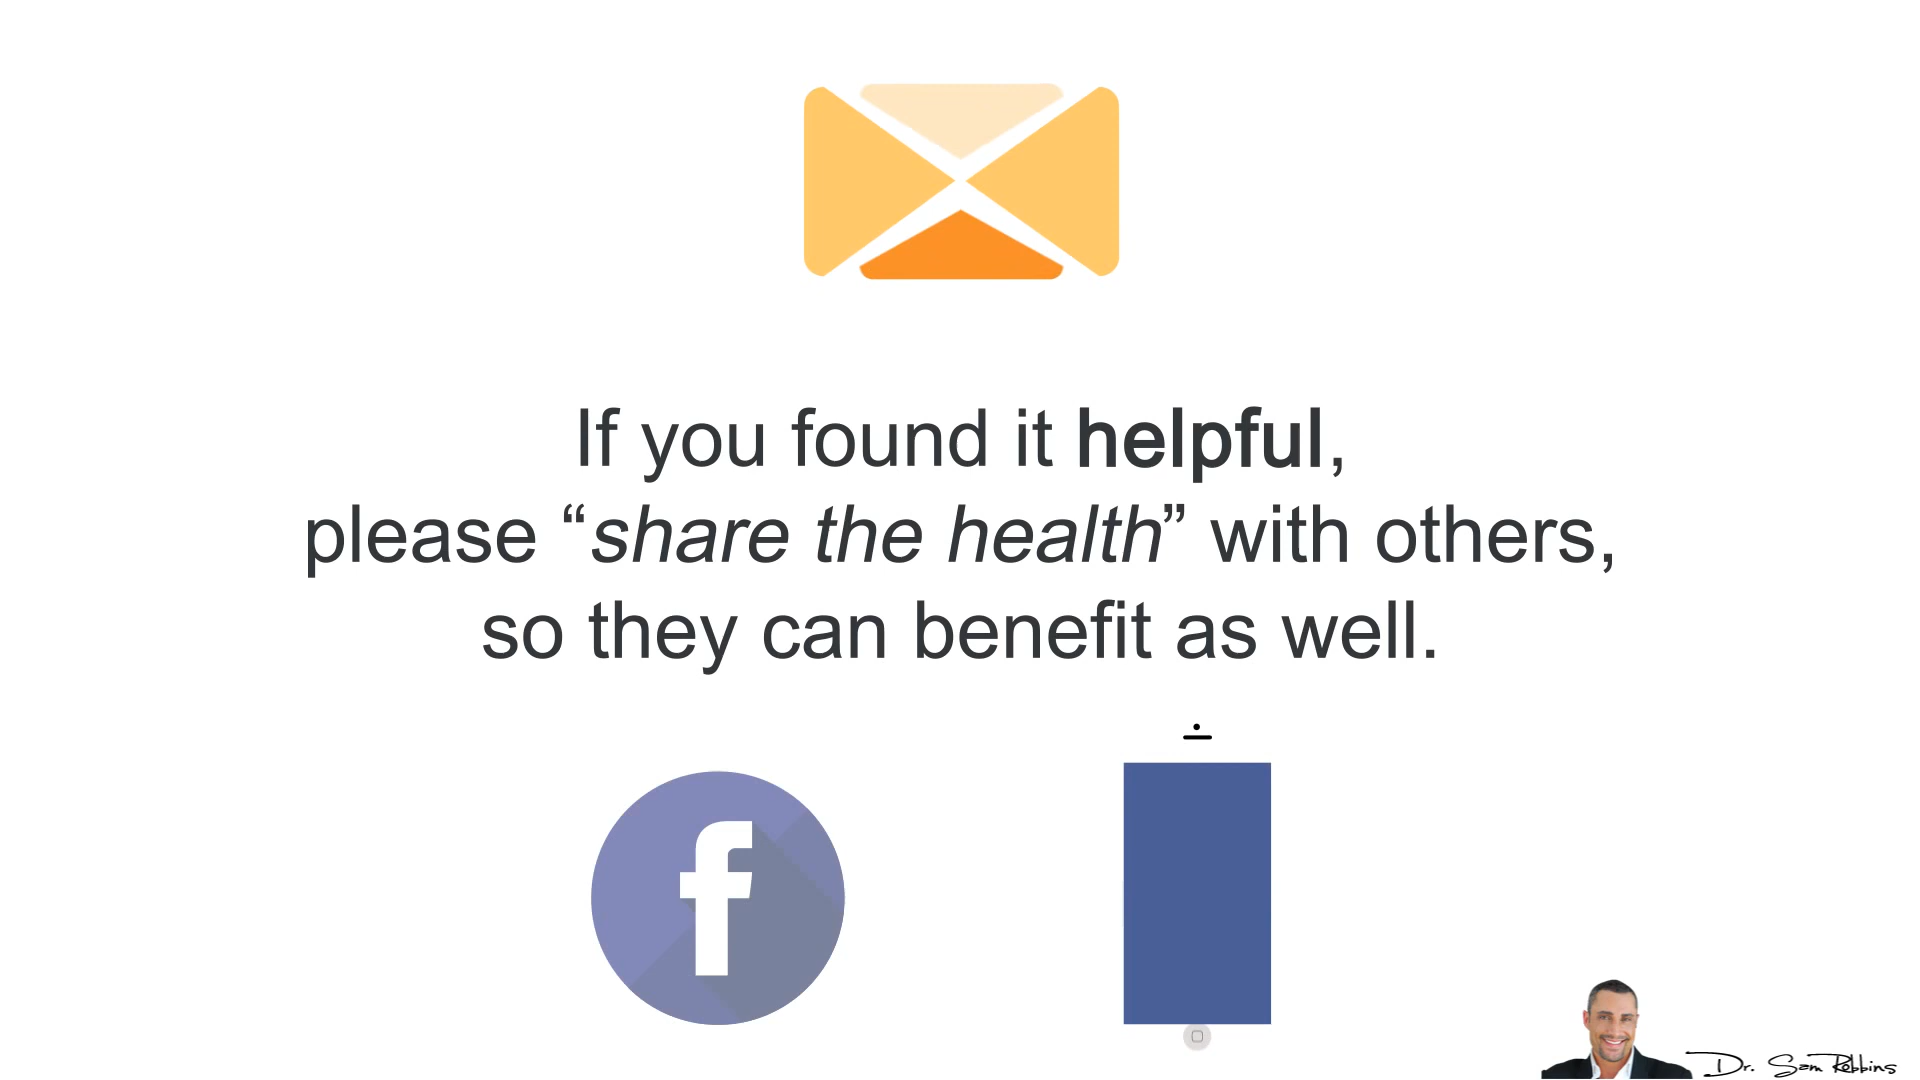 If you found it helpful,
please “share the health” with others,
so they can benefit as well.
f
Dr. Sam Robbins